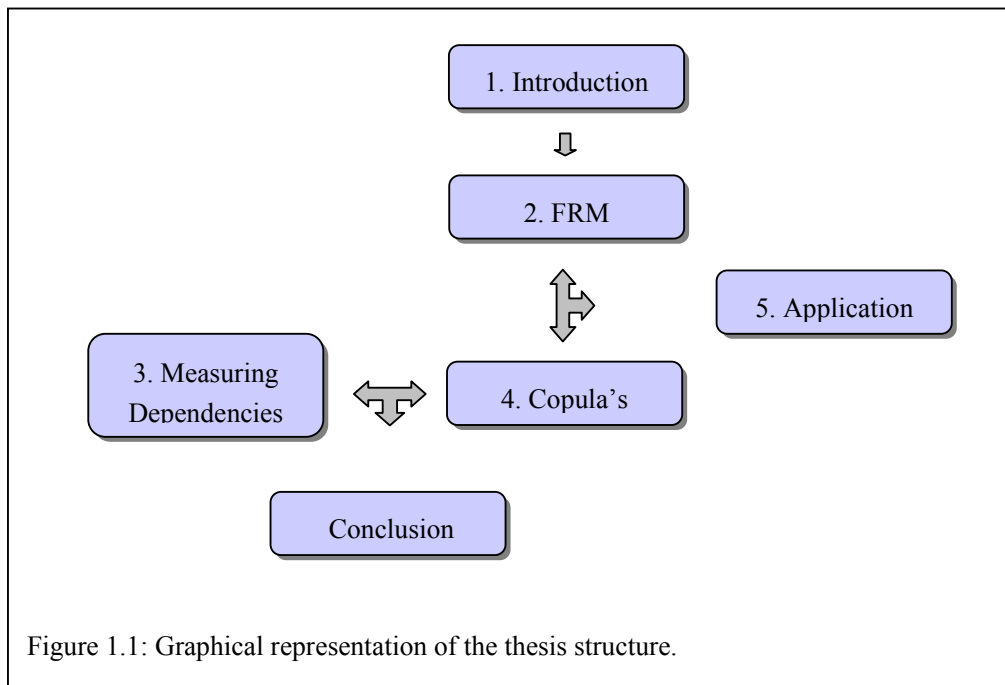 1. Introduction
2. FRM
5. Application
3. Measuring
Dependencies
4. Copula’s
Conclusion
Figure 1.1: Graphical representation of the thesis structure.